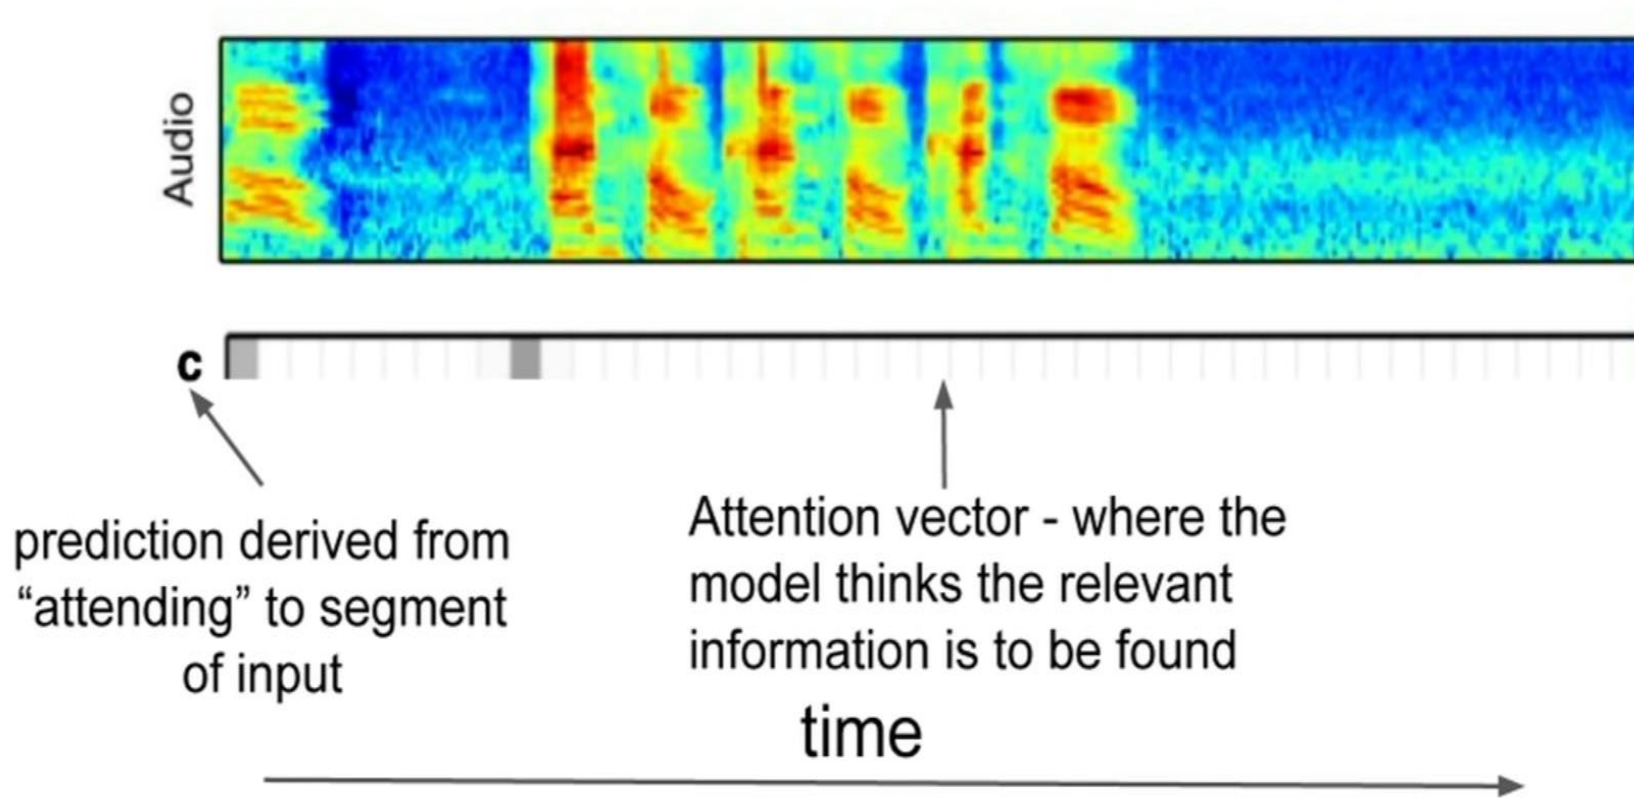 Audio
c
prediction derived from
“attending” to segment
of input
Attention vector - where the
model thinks the relevant
information is to be found
time